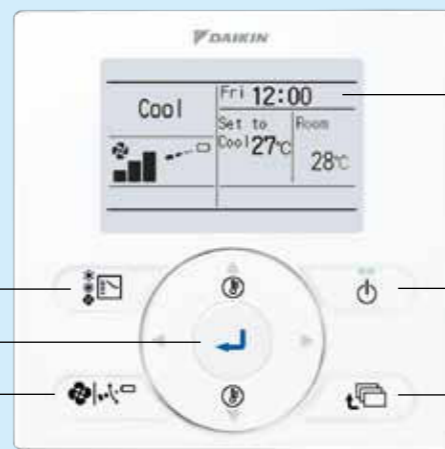 DAIKIN
Cool
Fri 12:00
Set to Room
Cool 27°C
28°C